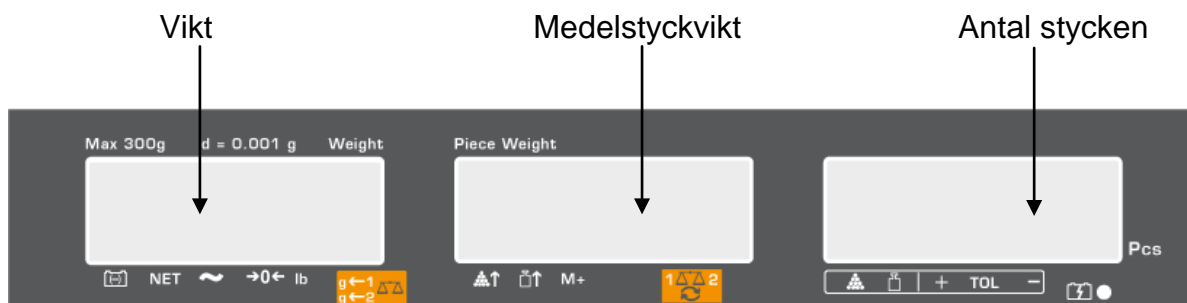 Vikt Medelstyckvikt Antal stycken
Max 300g d = 0.001 g Weight Piece Weight
Pcs
NET ~ →0← lb g←1 g←2 M+ 1 2 + TOL −